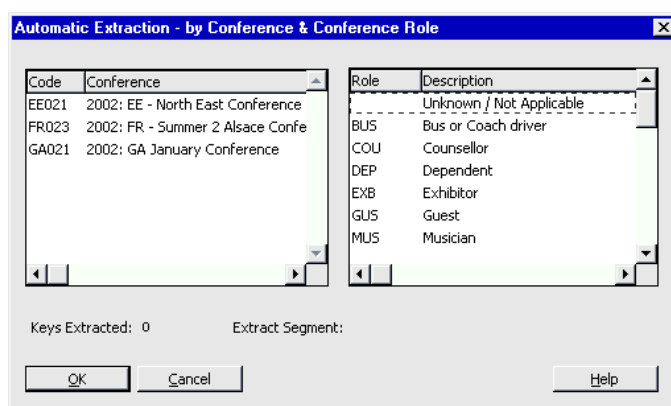 Automatic Extraction - by Conference & Conference Role
Code Conference
EE021 2002: EE - North East Conference
FR023 2002: FR - Summer 2 Alsace Confe
GA021 2002: GA January Conference
Role Description
Unknown / Not Applicable
BUS Bus or Coach driver
COU Counsellor
DEP Dependent
EXB Exhibitor
GUS Guest
MUS Musician
Keys Extracted: 0 Extract Segment:
OK Cancel Help